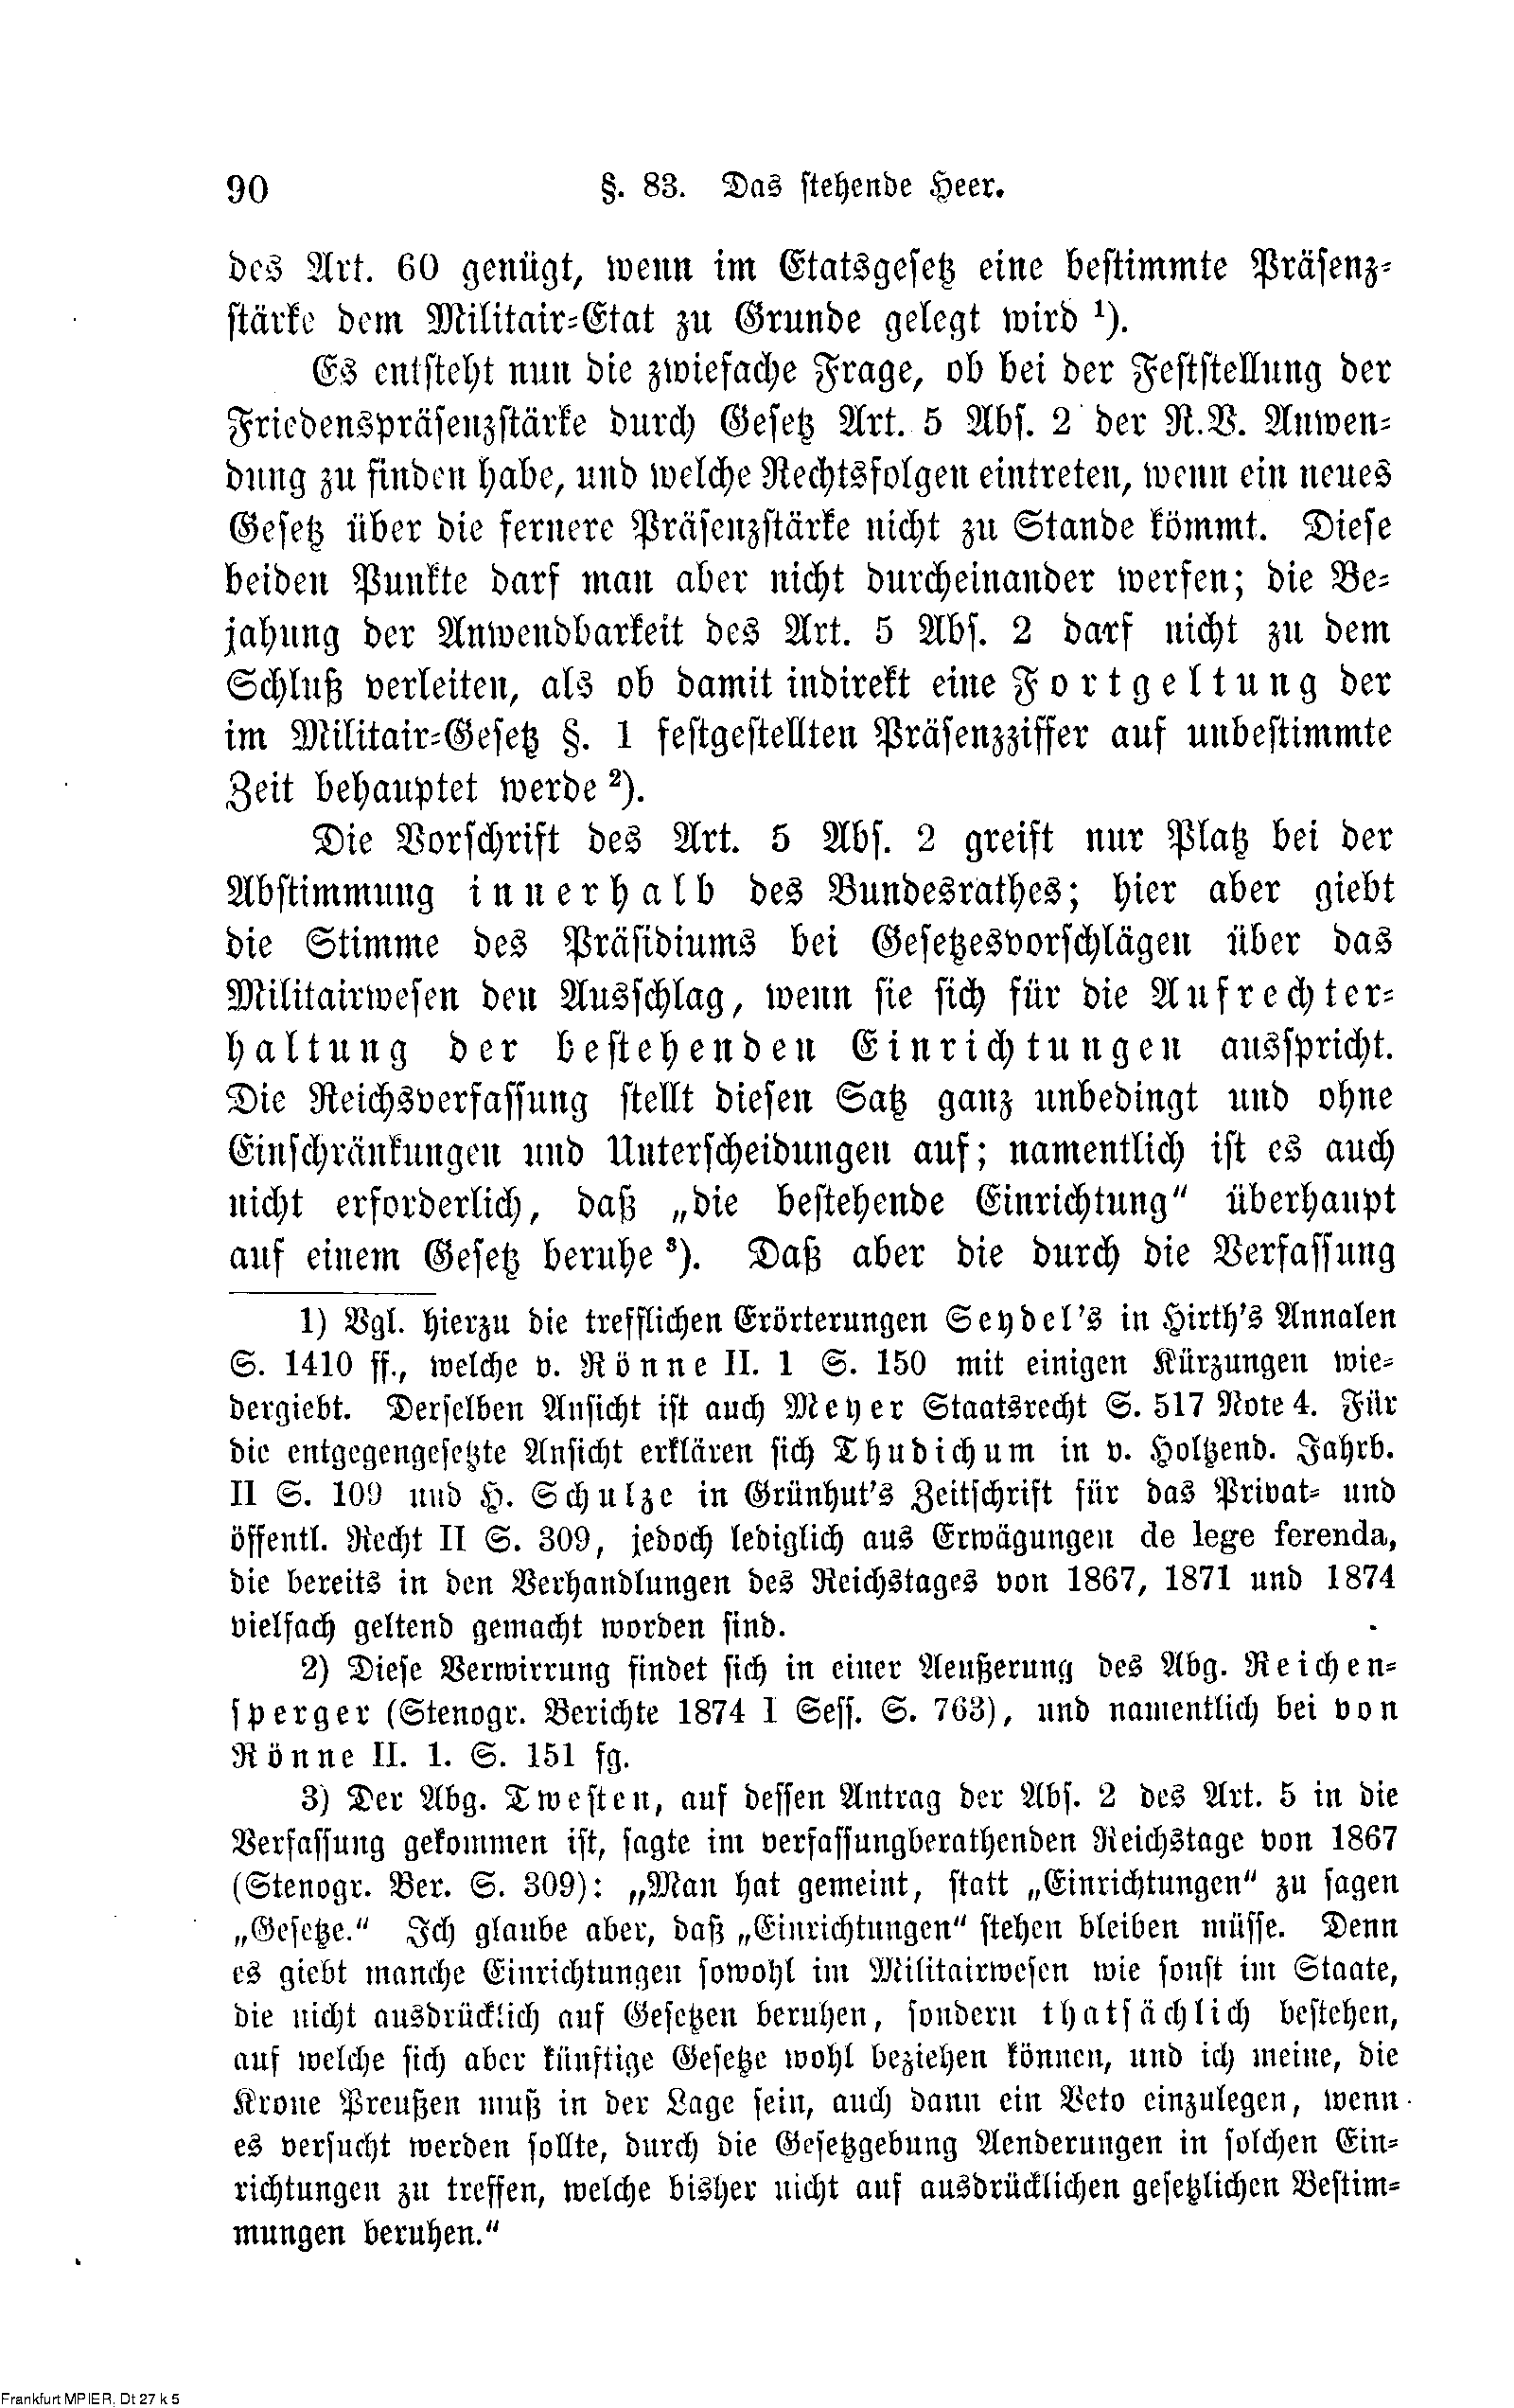 90 §. 83. Das stehende Heer.
des Art. 60 genügt, wenn im Etatsgesetz eine bestimmte Präsenz-
stärke dem Militair-Etat zu Grunde gelegt wird ¹).
Es entsteht nun die zwiefache Frage, ob bei der Feststellung der
Friedenspräsenzstärke durch Gesetz Art. 5 Abs. 2 der R.V. Anwen-
dung zu finden habe, und welche Rechtsfolgen eintreten, wenn ein neues
Gesetz über die fernere Präsenzstärke nicht zu Stande kömmt. Diese
beiden Punkte darf man aber nicht durcheinander werfen; die Be-
jahung der Anwendbarkeit des Art. 5 Abs. 2 darf nicht zu dem
Schluß verleiten, als ob damit indirekt eine Fortgeltung der
im Militair-Gesetz §. 1 festgestellten Präsenzziffer auf unbestimmte
Zeit behauptet werde ²).
Die Vorschrift des Art. 5 Abs. 2 greift nur Platz bei der
Abstimmung innerhalb des Bundesrathes; hier aber giebt
die Stimme des Präsidiums bei Gesetzesvorschlägen über das
Militairwesen den Ausschlag, wenn sie sich für die Aufrechter-
haltung der bestehenden Einrichtungen ausspricht.
Die Reichsverfassung stellt diesen Satz ganz unbedingt und ohne
Einschränkungen und Unterscheidungen auf; namentlich ist es auch
nicht erforderlich, daß „die bestehende Einrichtung“ überhaupt
auf einem Gesetz beruhe ³). Daß aber die durch die Verfassung
1) Vgl. hierzu die trefflichen Erörterungen Seydel's in Hirth's Annalen
S. 1410 ff., welche v. Rönne II. 1 S. 150 mit einigen Kürzungen wie-
dergiebt. Derselben Ansicht ist auch Meyer Staatsrecht S. 517 Note 4. Für
die entgegengesetzte Ansicht erklären sich Thudichum in v. Holtzend. Jahrb.
II S. 109 und H. Schulze in Grünhut's Zeitschrift für das Privat- und
öffentl. Recht II S. 309, jedoch lediglich aus Erwägungen de lege ferenda,
die bereits in den Verhandlungen des Reichstages von 1867, 1871 und 1874
vielfach geltend gemacht worden sind.
2) Diese Verwirrung findet sich in einer Aeußerung des Abg. Reichen-
sperger (Stenogr. Berichte 1874 I Sess. S. 763), und namentlich bei von
Rönne II. 1. S. 151 fg.
3) Der Abg. Twesten, auf dessen Antrag der Abs. 2 des Art. 5 in die
Verfassung gekommen ist, sagte im verfassungberathenden Reichstage von 1867
(Stenogr. Ber. S. 309): „Man hat gemeint, statt „Einrichtungen“ zu sagen
„Gesetze.“ Ich glaube aber, daß „Einrichtungen“ stehen bleiben müsse. Denn
es giebt manche Einrichtungen sowohl im Militairwesen wie sonst im Staate,
die nicht ausdrücklich auf Gesetzen beruhen, sondern thatsächlich bestehen,
auf welche sich aber künftige Gesetze wohl beziehen können, und ich meine, die
Krone Preußen muß in der Lage sein, auch dann ein Veto einzulegen, wenn
es versucht werden sollte, durch die Gesetzgebung Aenderungen in solchen Ein-
richtungen zu treffen, welche bisher nicht auf ausdrücklichen gesetzlichen Bestim-
mungen beruhen.“
Frankfurt MPIER, Dt 27 k 5